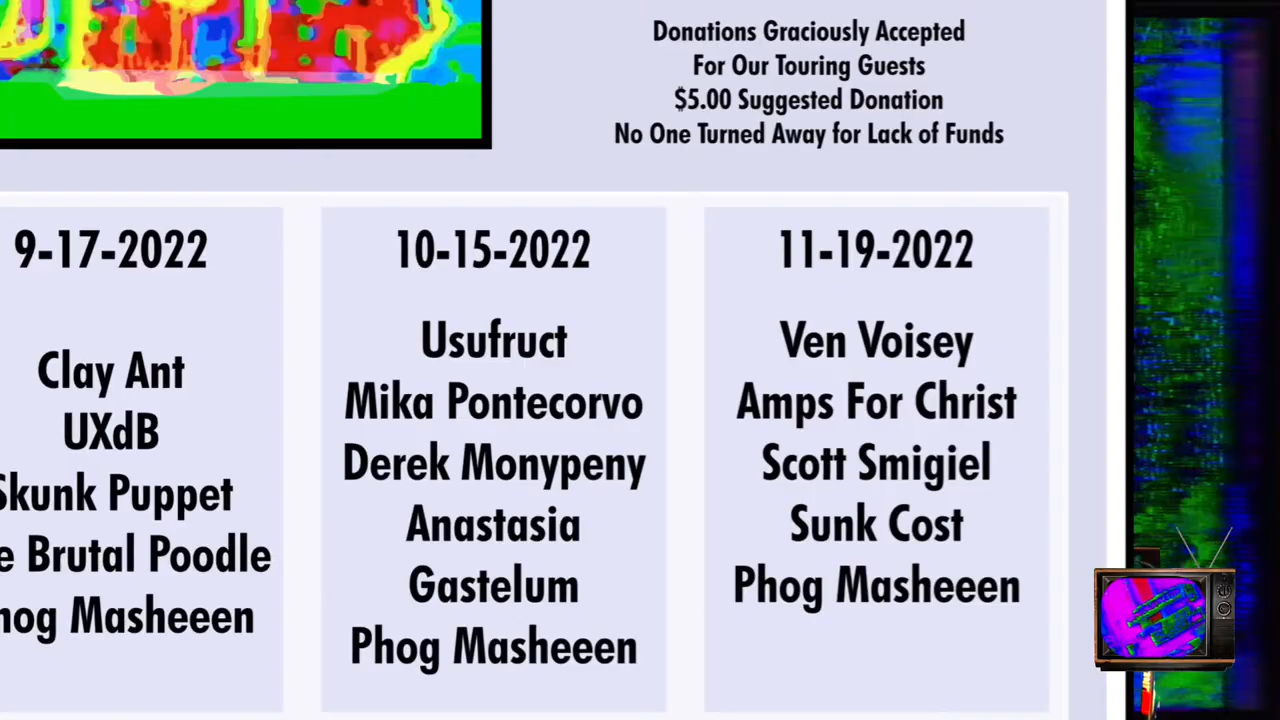 Donations Graciously Accepted
For Our Touring Guests
$5.00 Suggested Donation
No One Turned Away for Lack of Funds
9-17-2022
Clay Ant
UXdB
Skunk Puppet
Brutal Poodle
Masheeen
10-15-2022
Usufruct
Mika Pontecorvo
Derek Monypeny
Anastasia
Gastelum
Phog Masheeen
11-19-2022
Ven Voisey
Amps For Christ
Scott Smigiel
Sunk Cost
Phog Masheeen